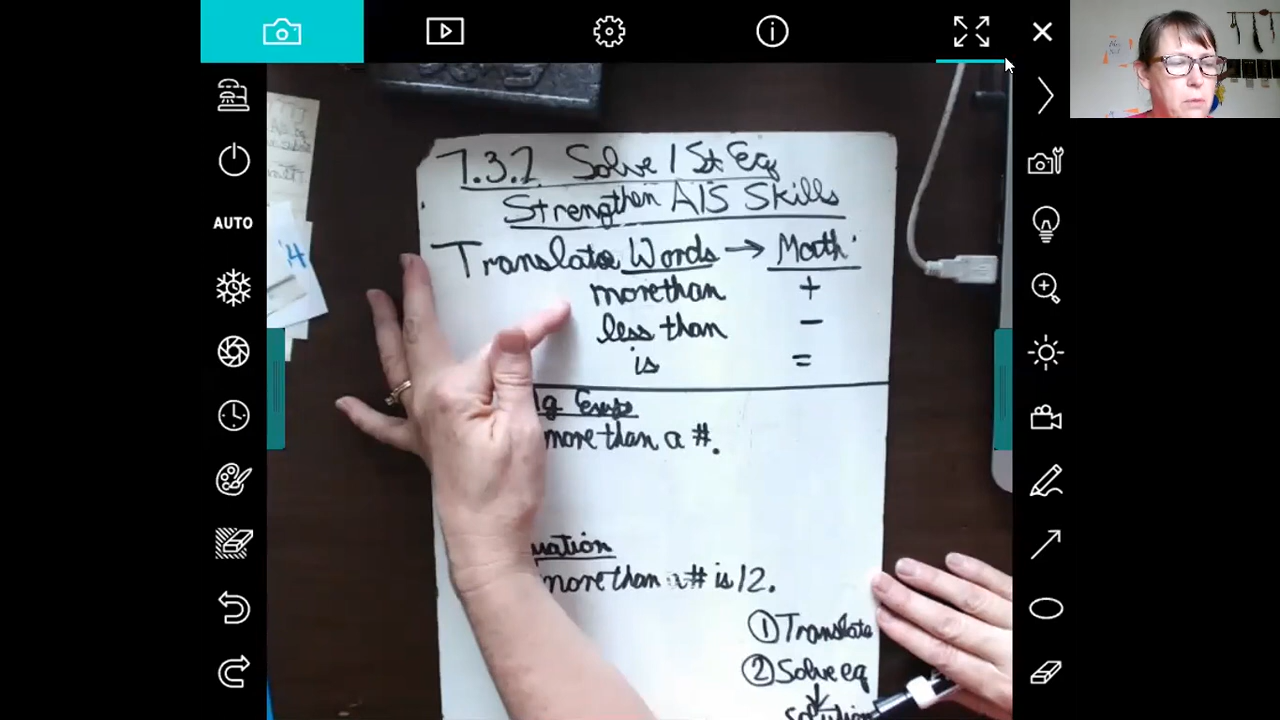 AUTO
7.3.2 Solve 1 St Eq
Strengthen AIS Skills
Translate Words → Math
more than +
less than −
is =
more than a #.
uation
more than a # is 12.
① Translate
② Solve eq
↓
solution